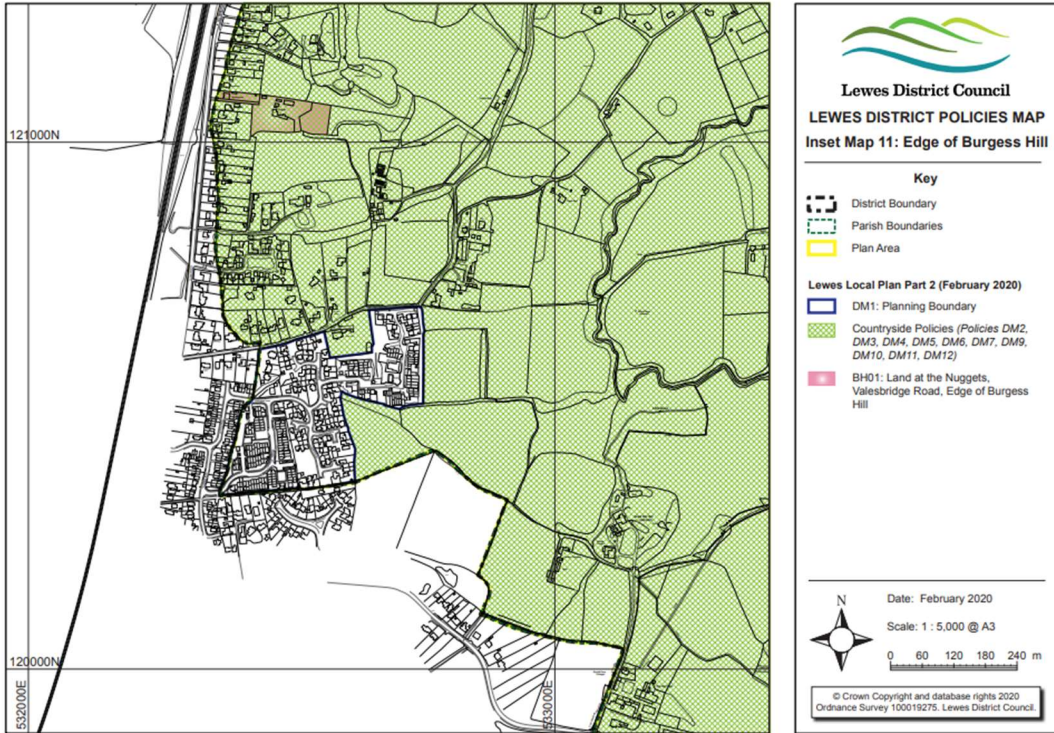 121000N
120000N
532000E
533000E
Lewes District Council
LEWES DISTRICT POLICIES MAP
Inset Map 11: Edge of Burgess Hill
Key
District Boundary
Parish Boundaries
Plan Area
Lewes Local Plan Part 2 (February 2020)
DM1: Planning Boundary
Countryside Policies (Policies DM2,
DM3, DM4, DM5, DM6, DM7, DM9,
DM10, DM11, DM12)
BH01: Land at the Nuggets,
Valesbridge Road, Edge of Burgess
Hill
N
Date: February 2020
Scale: 1 : 5,000 @ A3
0 60 120 180 240 m
© Crown Copyright and database rights 2020
Ordnance Survey 100019275. Lewes District Council.